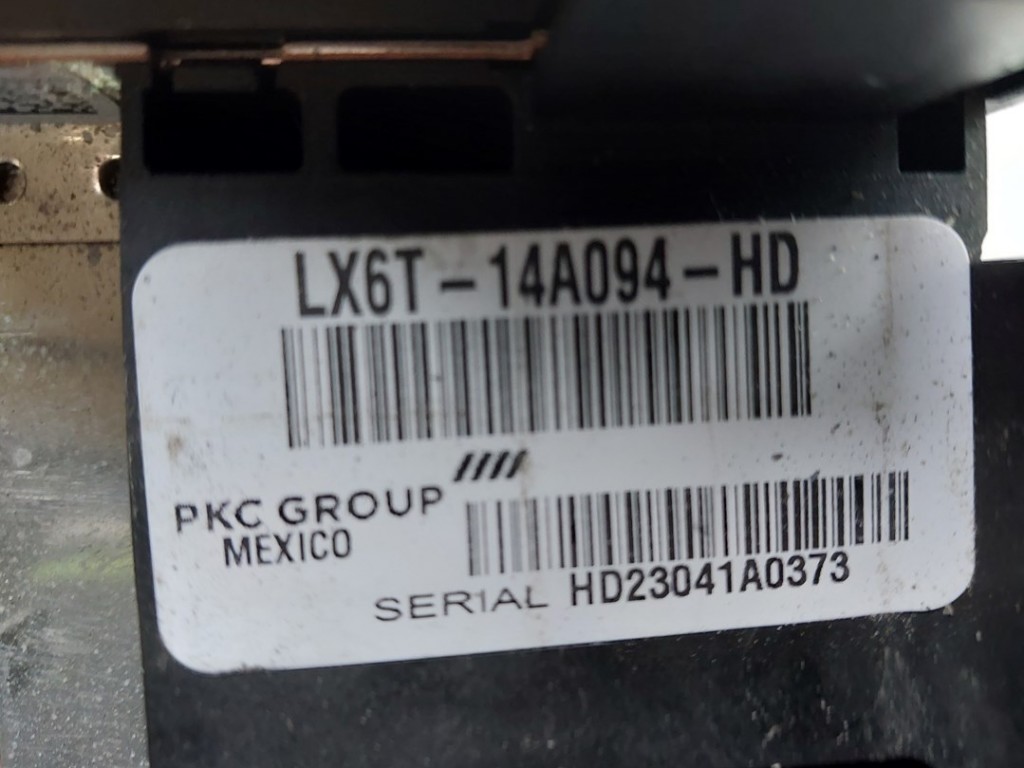 LX6T-14A094-HD
PKC GROUP
MEXICO
SERIAL HD23041A0373